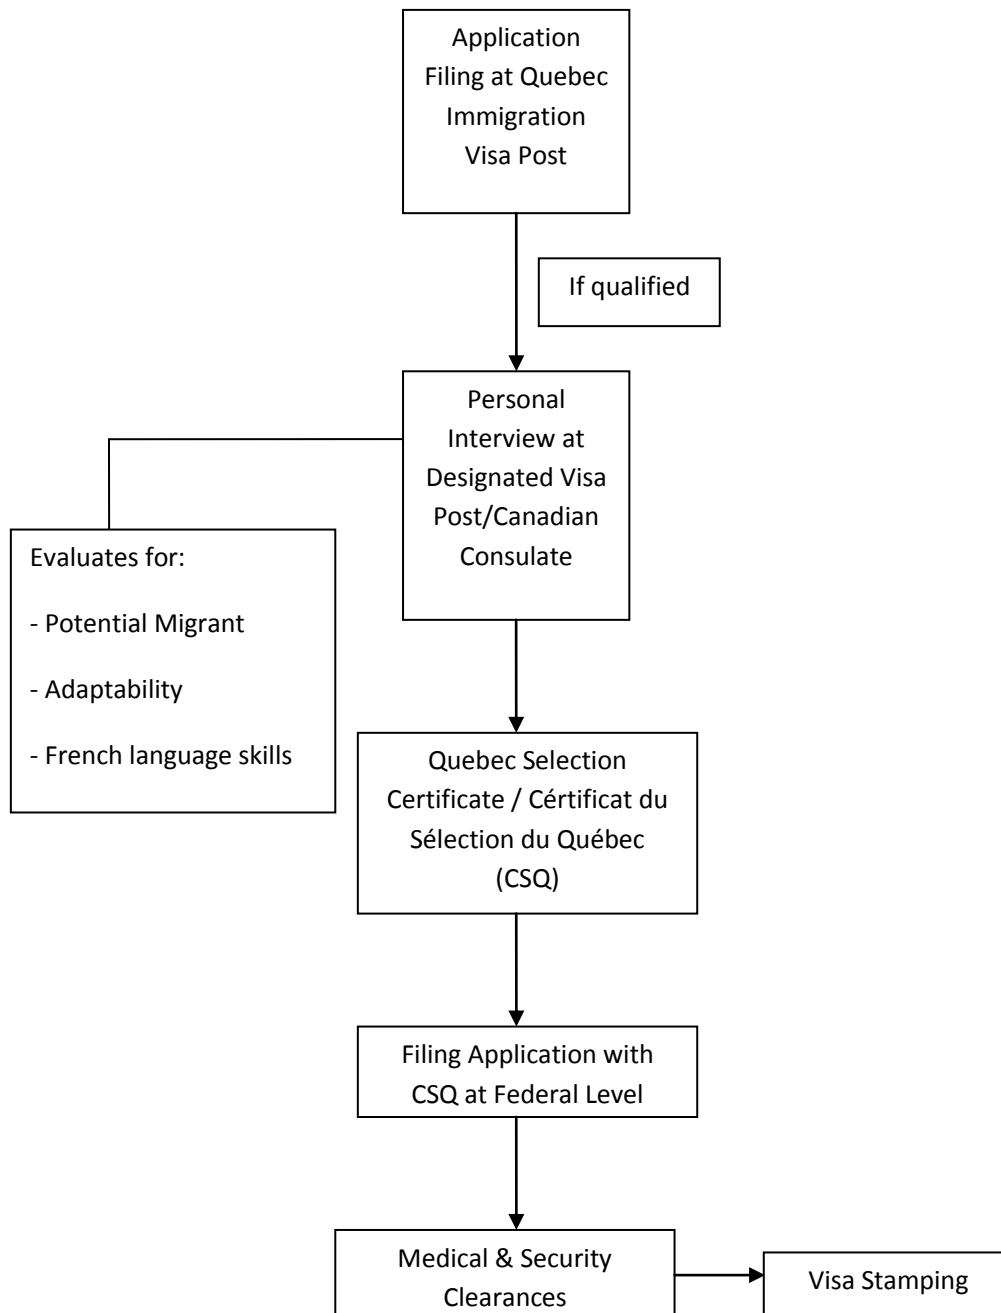 Application
Filing at Quebec
Immigration
Visa Post
If qualified
Personal
Interview at
Designated Visa
Post/Canadian
Consulate
Evaluates for:
- Potential Migrant
- Adaptability
- French language skills
Quebec Selection
Certificate / Cértificat du
Sélection du Québec
(CSQ)
Filing Application with
CSQ at Federal Level
Medical & Security
Clearances
Visa Stamping